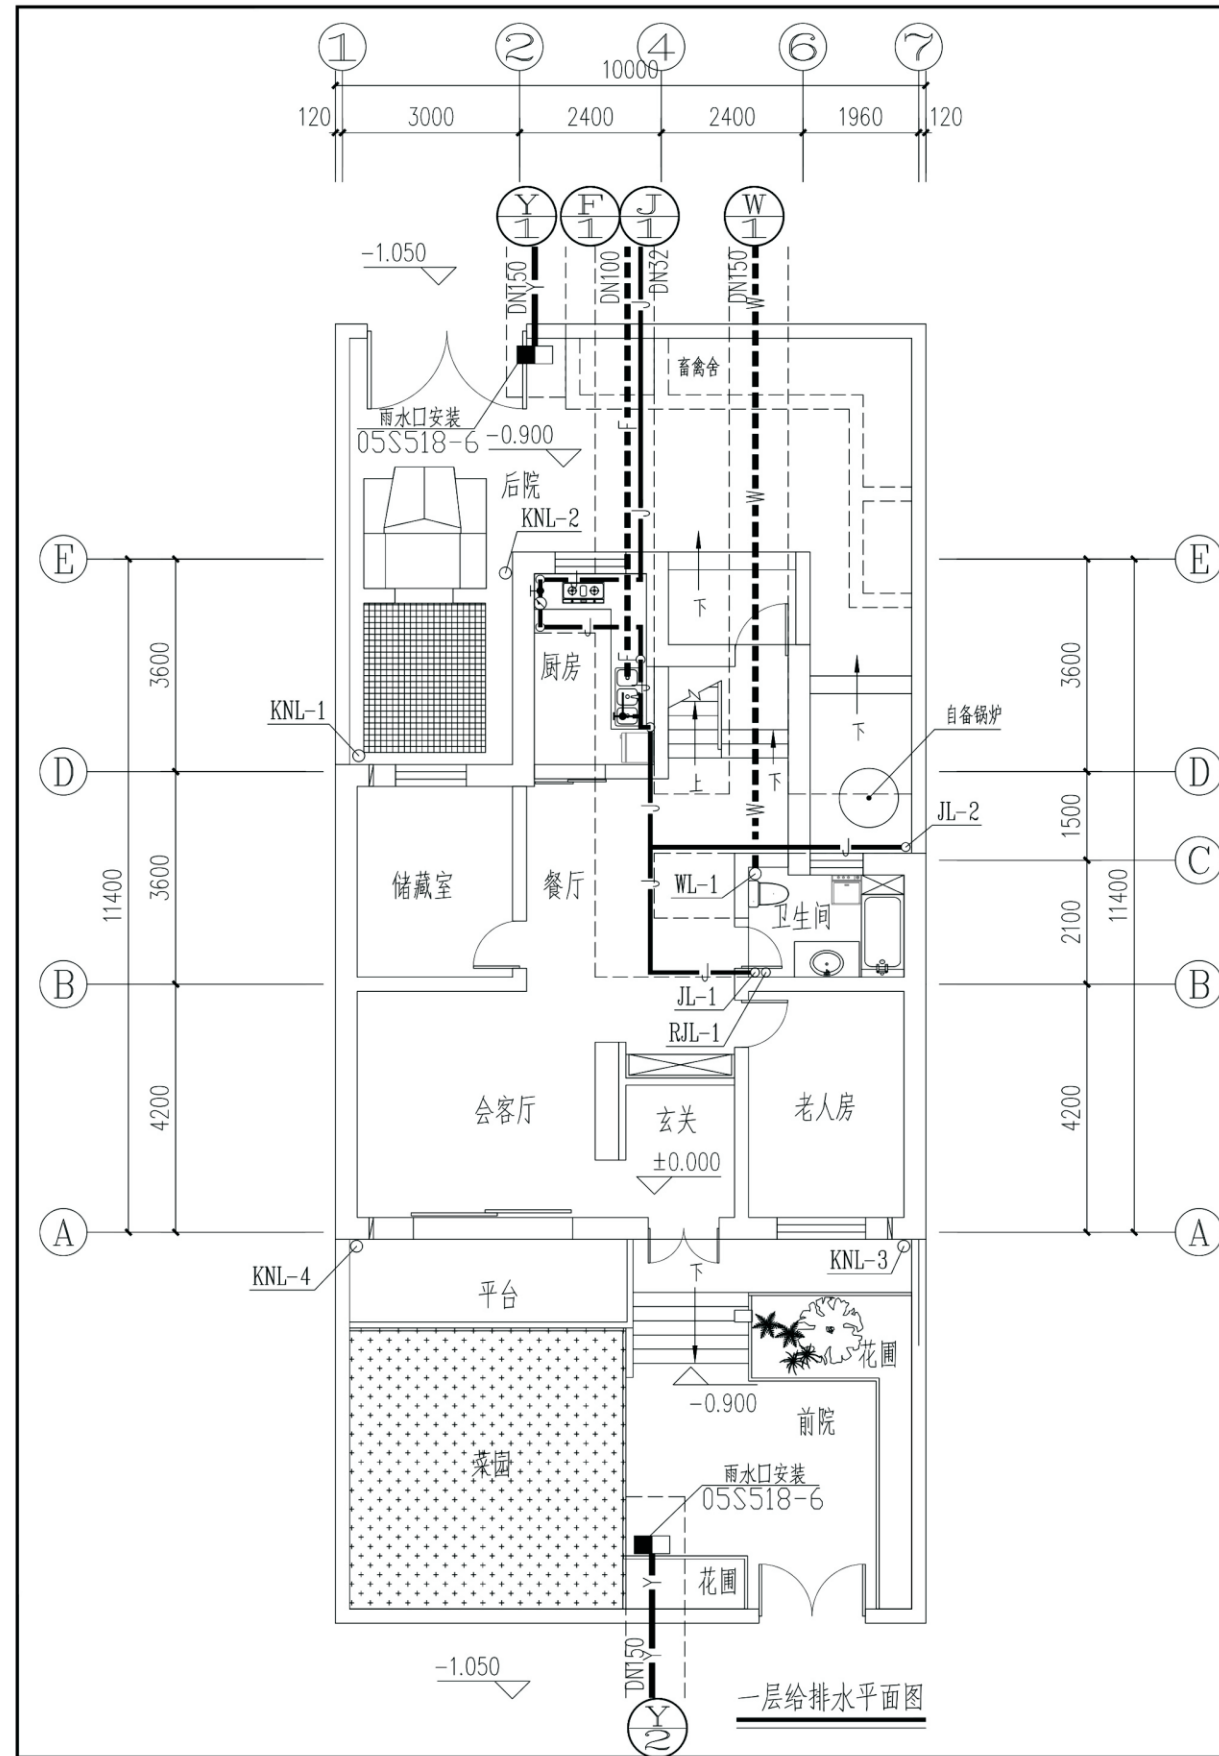 1 2 4 6 7
10000
120 3000 2400 2400 1960 120
Y F J W
1 1 1 1
-1.050
DN150 Y
DN100
DN32
DN150 W
J
畜禽舍
雨水口安装
05S518-6
-0.900
F
W
后院
J
KNL-2
E
E
下
J
厨房
3600
3600
KNL-1
自备锅炉
下
D
D
上
下
W
J
JL-2
J
1500
C
储藏室
餐厅
J
WL-1
卫生间
11400
3600
2100
11400
B
J
B
JL-1
RJL-1
会客厅
玄关
老人房
4200
4200
±0.000
A
A
KNL-4
KNL-3
下
平台
花圃
-0.900
前院
菜园
雨水口安装
05S518-6
花圃
Y
DN150
Y
-1.050
一层给排水平面图
Y
2